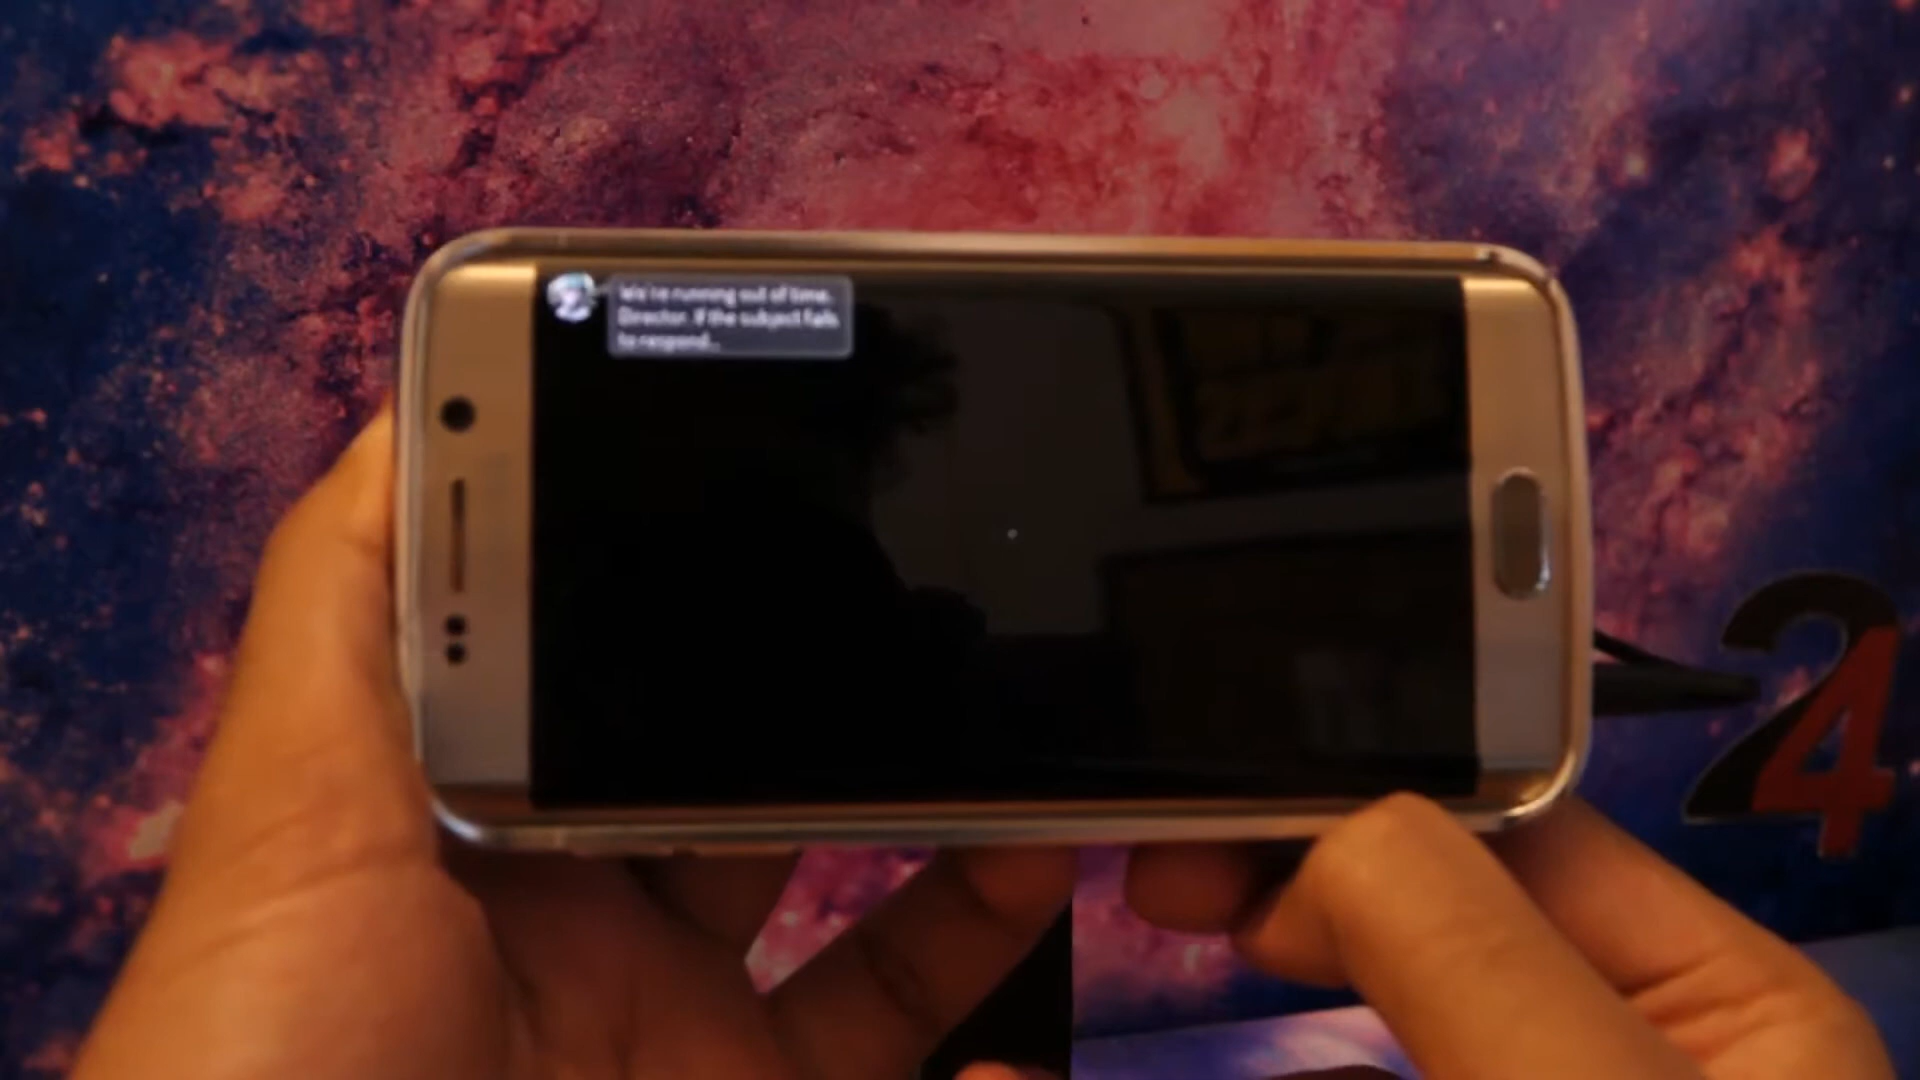 We're running out of time,
Director. If the subject fails
to respond...
24